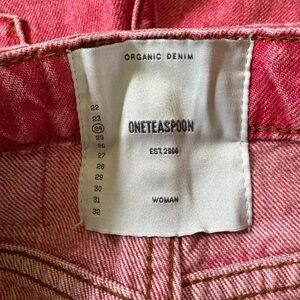 ORGANIC DENIM
22
23
24
25
26
27
28
29
30
31
32
ONETEASPOON
EST.2000
WOMAN